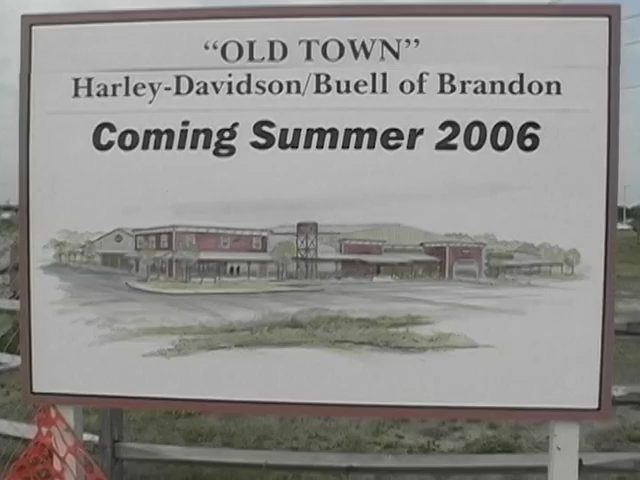 “OLD TOWN”
Harley-Davidson/Buell of Brandon
Coming Summer 2006